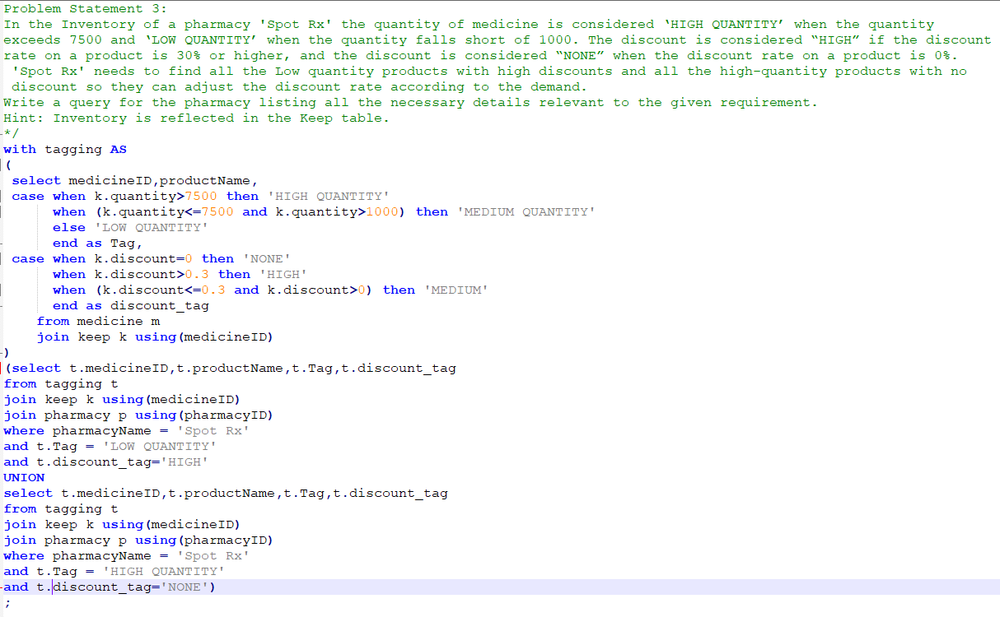 Problem Statement 3:
In the Inventory of a pharmacy 'Spot Rx' the quantity of medicine is considered ‘HIGH QUANTITY’ when the quantity
exceeds 7500 and ‘LOW QUANTITY’ when the quantity falls short of 1000. The discount is considered “HIGH” if the discount
rate on a product is 30% or higher, and the discount is considered “NONE” when the discount rate on a product is 0%.
'Spot Rx' needs to find all the Low quantity products with high discounts and all the high-quantity products with no
discount so they can adjust the discount rate according to the demand.
Write a query for the pharmacy listing all the necessary details relevant to the given requirement.
Hint: Inventory is reflected in the Keep table.
*/
with tagging AS
(
select medicineID,productName,
case when k.quantity>7500 then 'HIGH QUANTITY'
when (k.quantity<=7500 and k.quantity>1000) then 'MEDIUM QUANTITY'
else 'LOW QUANTITY'
end as Tag,
case when k.discount=0 then 'NONE'
when k.discount>0.3 then 'HIGH'
when (k.discount<=0.3 and k.discount>0) then 'MEDIUM'
end as discount_tag
from medicine m
join keep k using(medicineID)
)
(select t.medicineID,t.productName,t.Tag,t.discount_tag
from tagging t
join keep k using(medicineID)
join pharmacy p using(pharmacyID)
where pharmacyName = 'Spot Rx'
and t.Tag = 'LOW QUANTITY'
and t.discount_tag='HIGH'
UNION
select t.medicineID,t.productName,t.Tag,t.discount_tag
from tagging t
join keep k using(medicineID)
join pharmacy p using(pharmacyID)
where pharmacyName = 'Spot Rx'
and t.Tag = 'HIGH QUANTITY'
and t.discount_tag='NONE')
;